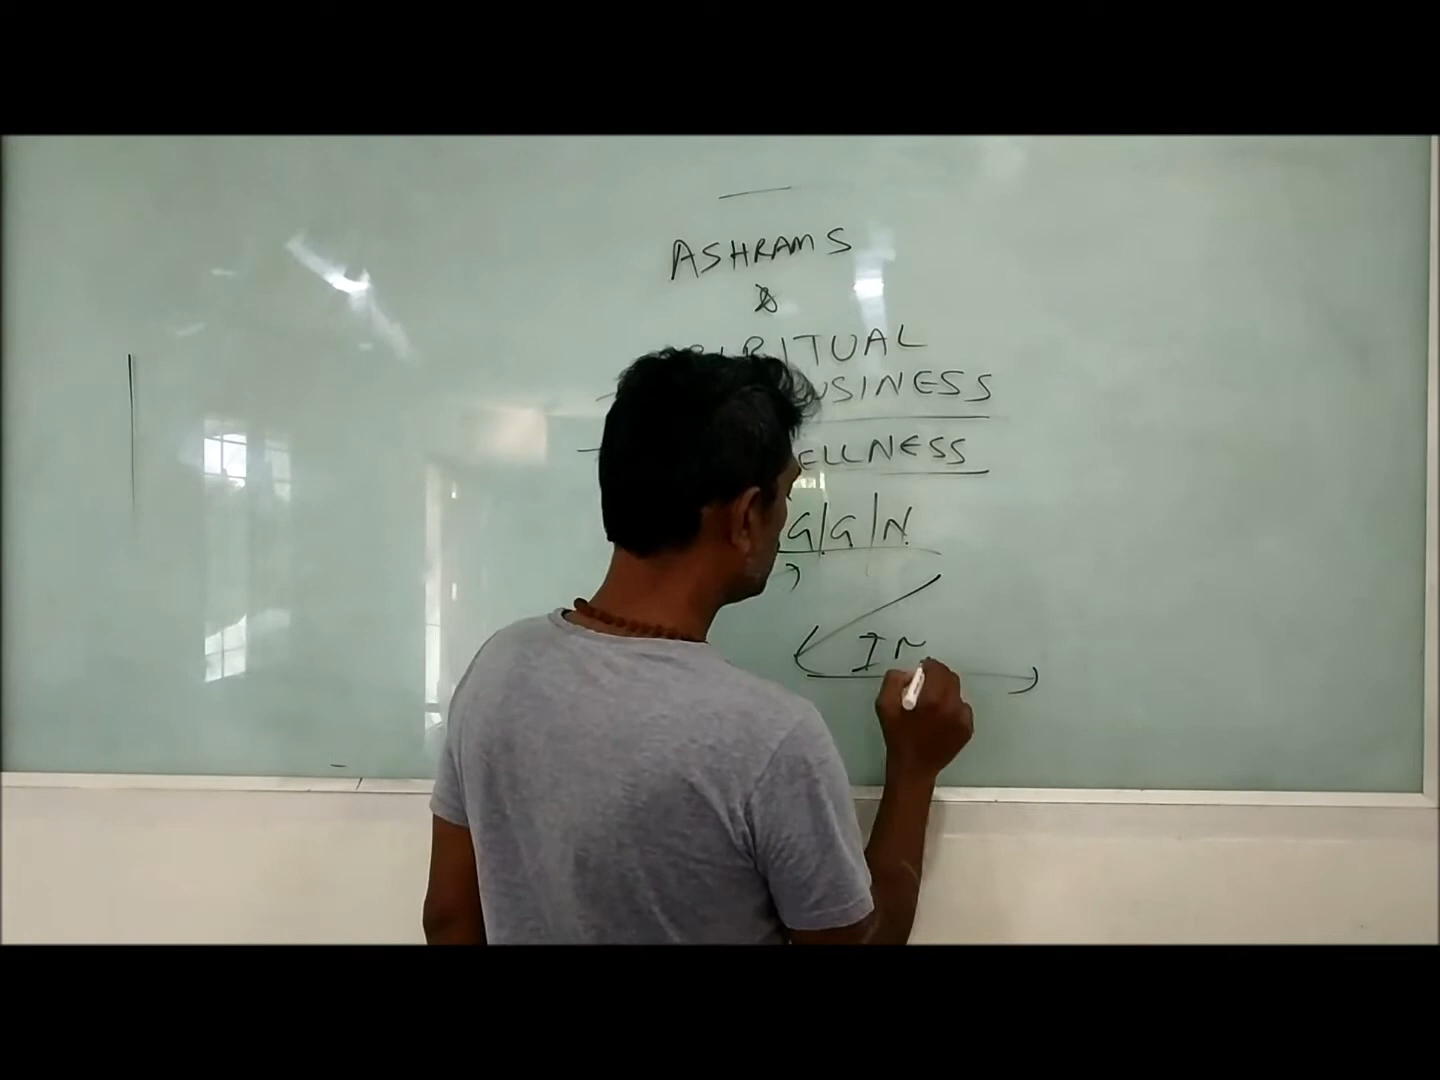 ASHRAMS
&
SPIRITUAL
BUSINESS
WELLNESS
G/G/N
IN